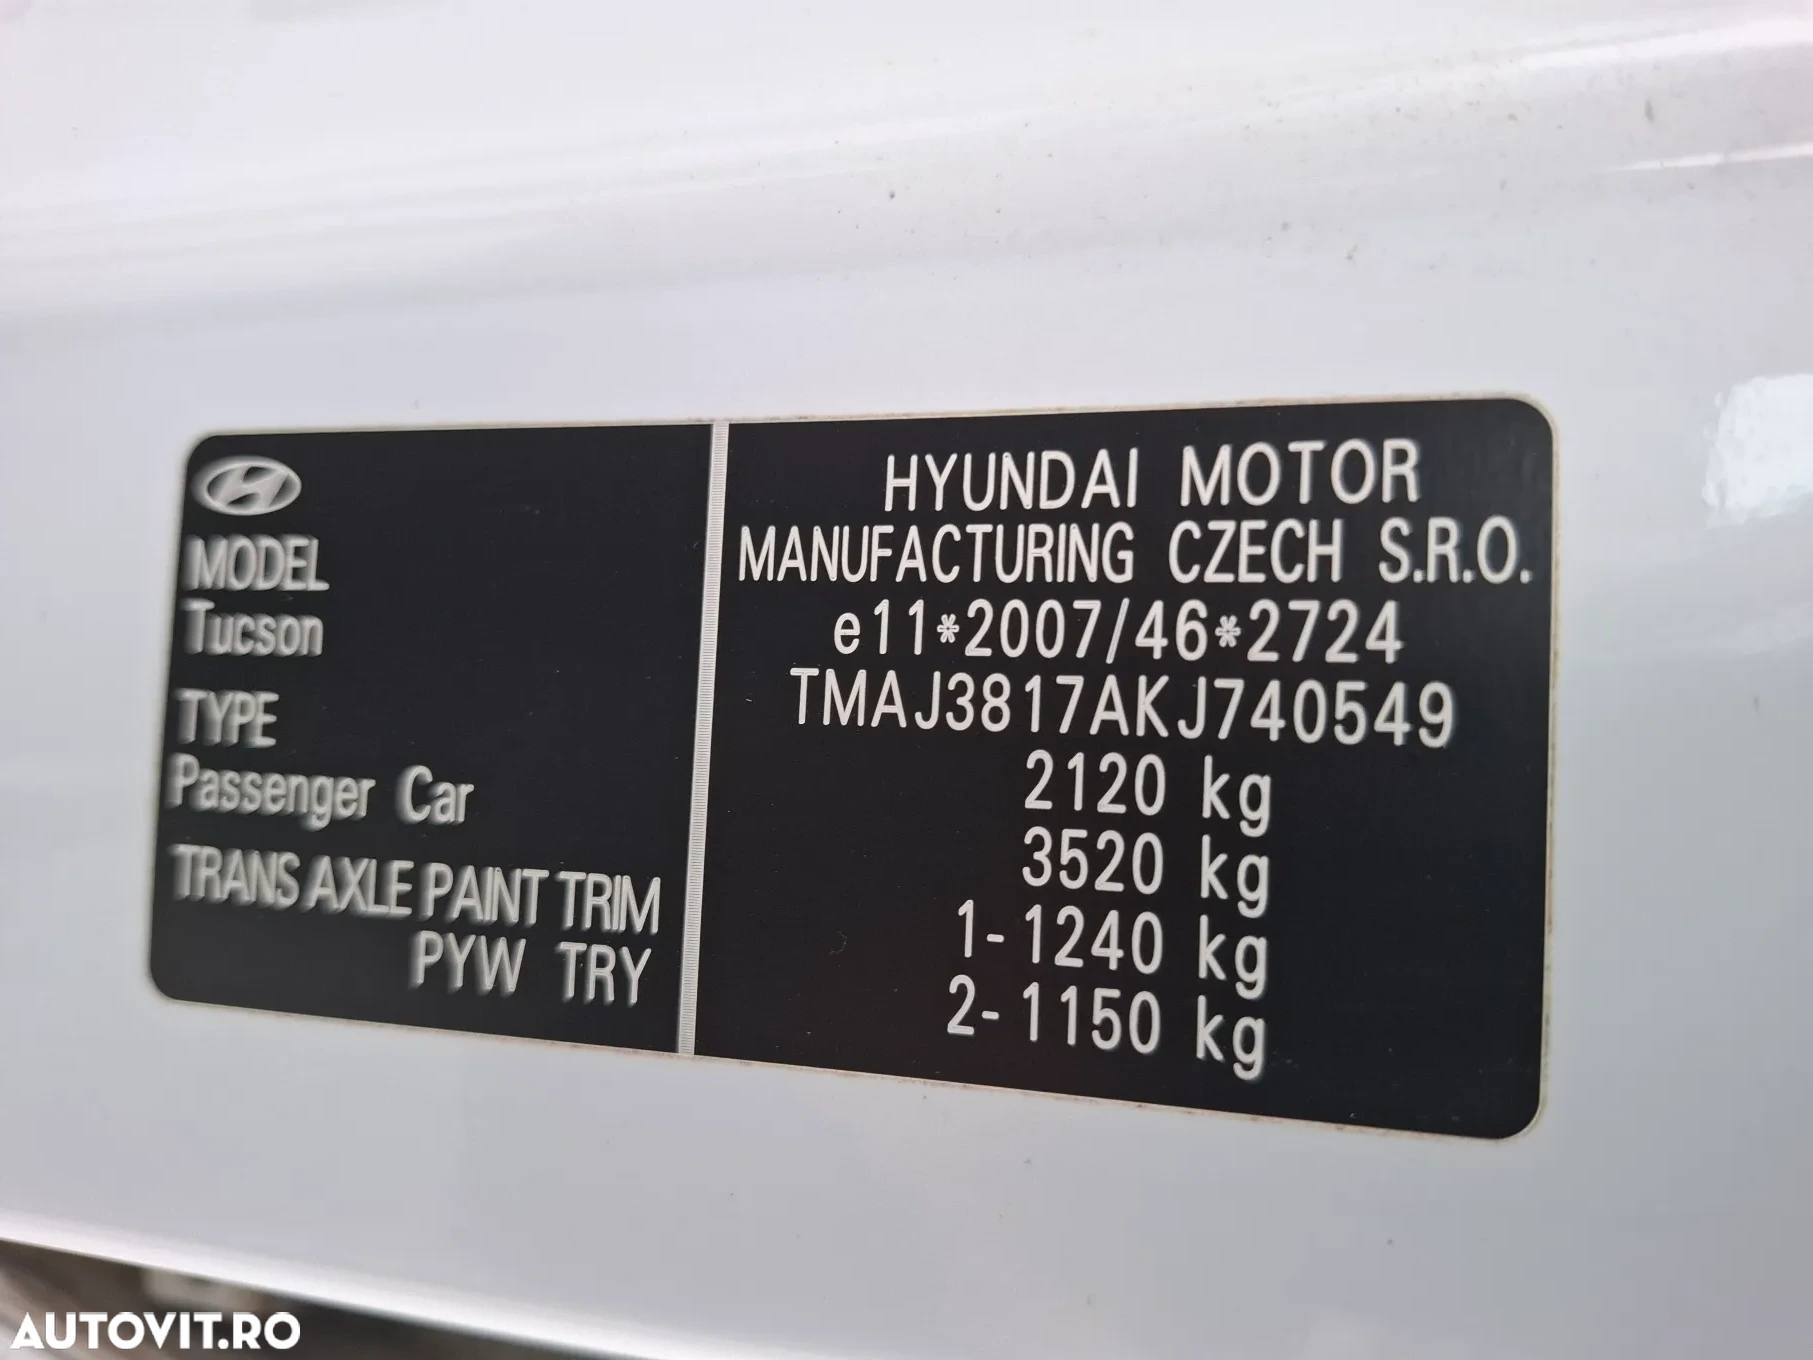 MODEL
Tucson
TYPE
Passenger Car
TRANS AXLE PAINT TRIM
PYW TRY
HYUNDAI MOTOR
MANUFACTURING CZECH S.R.O.
e11*2007/46*2724
TMAJ3817AKJ740549
2120 kg
3520 kg
1-1240 kg
2-1150 kg
AUTOVIT.RO